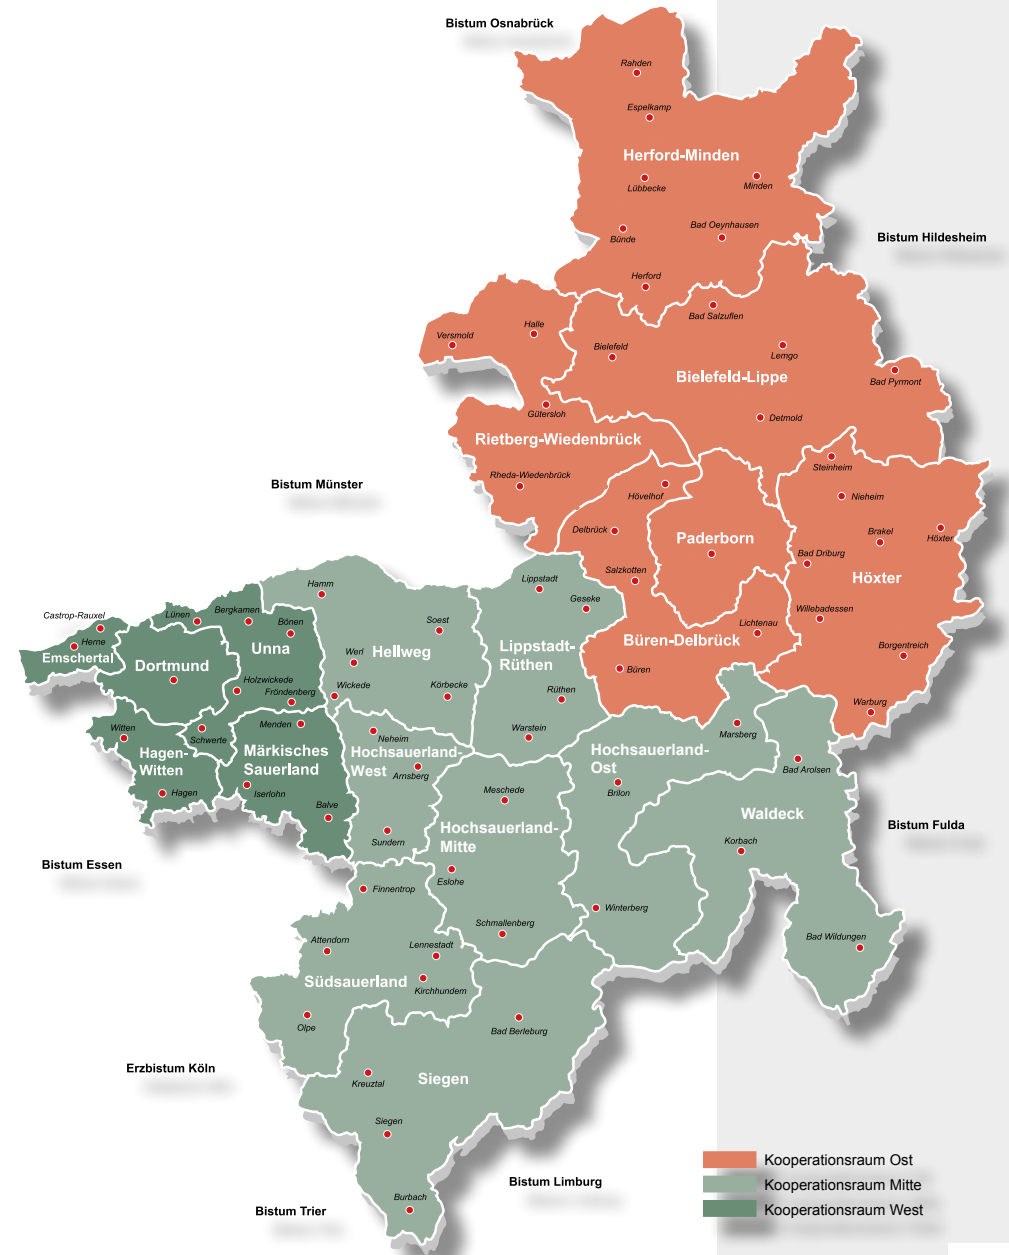 Bistum Osnabrück
Rahden
Espelkamp
Herford-Minden
Lübbecke
Minden
Bad Oeynhausen
Bünde
Bistum Hildesheim
Herford
Bad Salzuflen
Halle
Versmold
Bielefeld
Lemgo
Bielefeld-Lippe
Bad Pyrmont
Gütersloh
Detmold
Rietberg-Wiedenbrück
Steinheim
Rheda-Wiedenbrück
Bistum Münster
Hövelhof
Nieheim
Delbrück
Brakel
Höxter
Paderborn
Bad Driburg
Salzkotten
Höxter
Lippstadt
Hamm
Geseke
Willebadessen
Castrop-Rauxel
Lünen
Bergkamen
Bönen
Soest
Lichtenau
Herne
Emschertal
Unna
Hellweg
Lippstadt-
Rüthen
Büren-Delbrück
Borgentreich
Dortmund
Werl
Büren
Holzwickede
Fröndenberg
Wickede
Körbecke
Rüthen
Warburg
Witten
Schwerte
Menden
Neheim
Warstein
Marsberg
Hagen-
Witten
Märkisches
Sauerland
Hochsauerland-
West
Arnsberg
Hochsauerland-
Ost
Brilon
Bad Arolsen
Hagen
Iserlohn
Balve
Meschede
Waldeck
Hochsauerland-
Mitte
Sundern
Korbach
Bistum Fulda
Bistum Essen
Eslohe
Finnentrop
Winterberg
Schmallenberg
Attendorn
Lennestadt
Bad Wildungen
Südsauerland
Kirchhundem
Olpe
Bad Berleburg
Erzbistum Köln
Kreuztal
Siegen
Siegen
Burbach
Bistum Limburg
Bistum Trier
Kooperationsraum Ost
Kooperationsraum Mitte
Kooperationsraum West